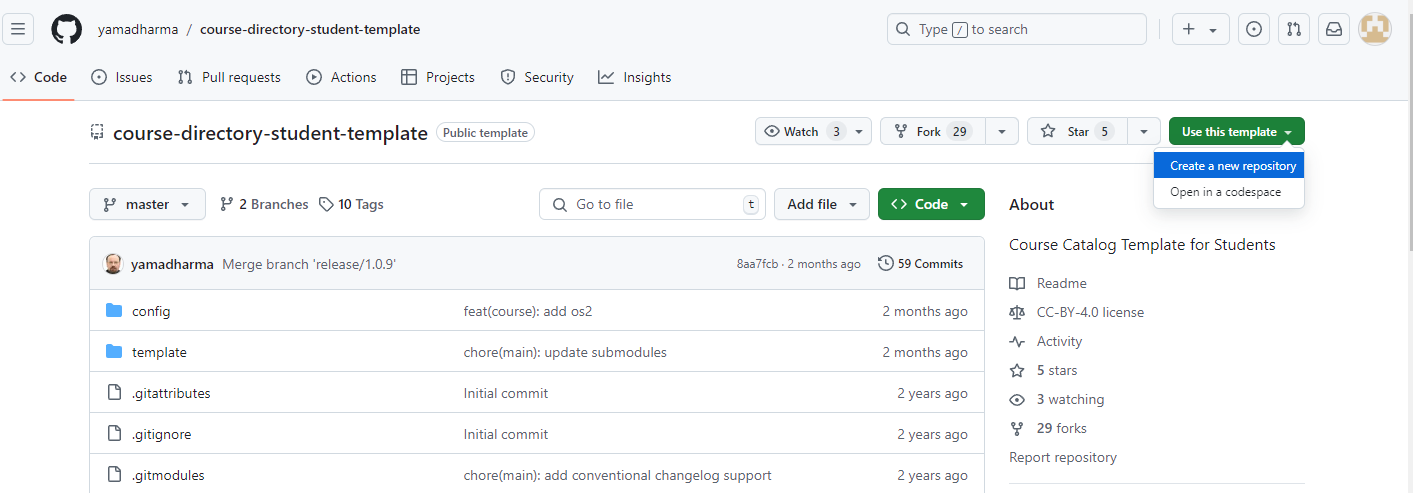 yamadharma / course-directory-student-template Type / to search
Code Issues Pull requests Actions Projects Security Insights
course-directory-student-template Public template Watch 3 Fork 29 Star 5 Use this template
Create a new repository
Open in a codespace
master 2 Branches 10 Tags Go to file t Add file Code
About
Course Catalog Template for Students
yamadharma Merge branch 'release/1.0.9' 8aa7fcb · 2 months ago 59 Commits
config feat(course): add os2 2 months ago
template chore(main): update submodules 2 months ago
.gitattributes Initial commit 2 years ago
.gitignore Initial commit 2 years ago
.gitmodules chore(main): add conventional changelog support 2 years ago
Readme
CC-BY-4.0 license
Activity
5 stars
3 watching
29 forks
Report repository